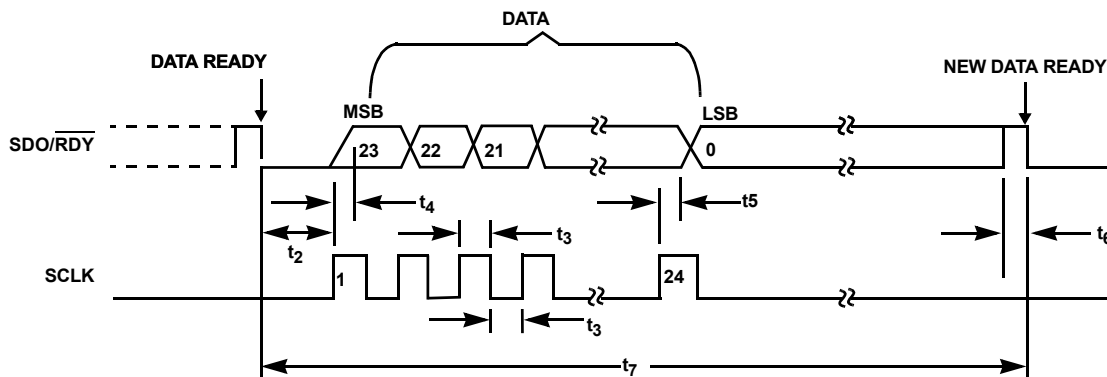 DATA
DATA READY
NEW DATA READY
MSB
LSB
SDO/RDY
23
22
21
0
t4
t5
t3
t2
t6
SCLK
1
24
t3
t7